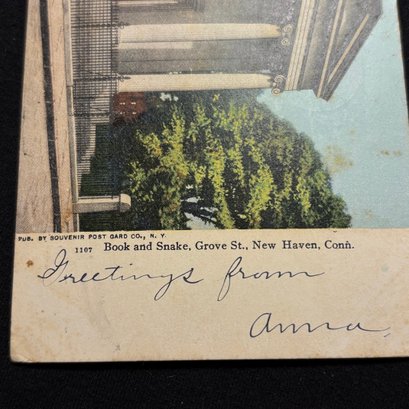 PUB. BY SOUVENIR POST CARD CO., N. Y.
1107 Book and Snake, Grove St., New Haven, Conn.
Greetings from
Anna.